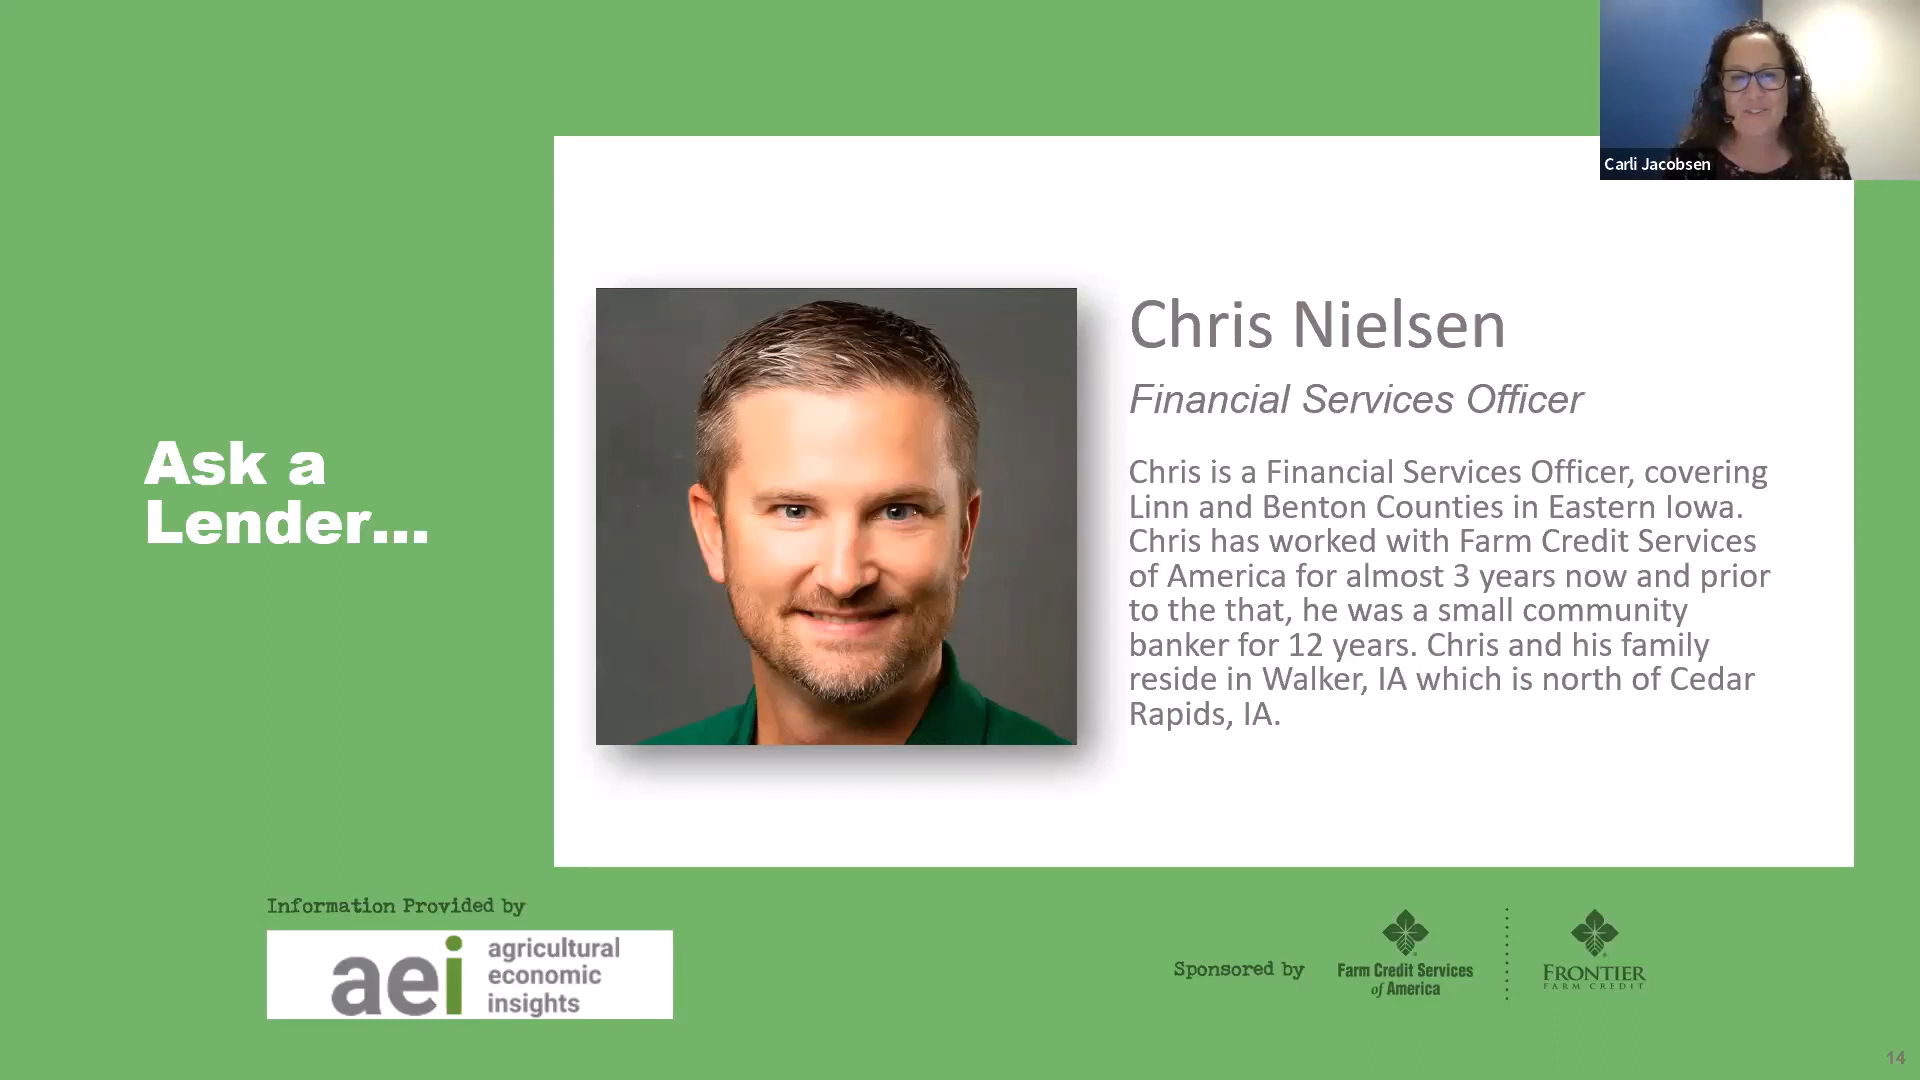 Carli Jacobsen
Ask a
Lender...
Chris Nielsen
Financial Services Officer
Chris is a Financial Services Officer, covering
Linn and Benton Counties in Eastern Iowa.
Chris has worked with Farm Credit Services
of America for almost 3 years now and prior
to the that, he was a small community
banker for 12 years. Chris and his family
reside in Walker, IA which is north of Cedar
Rapids, IA.
Information Provided by
aei
agricultural
economic
insights
Sponsored by
Farm Credit Services
of America
FRONTIER
FARM CREDIT
14